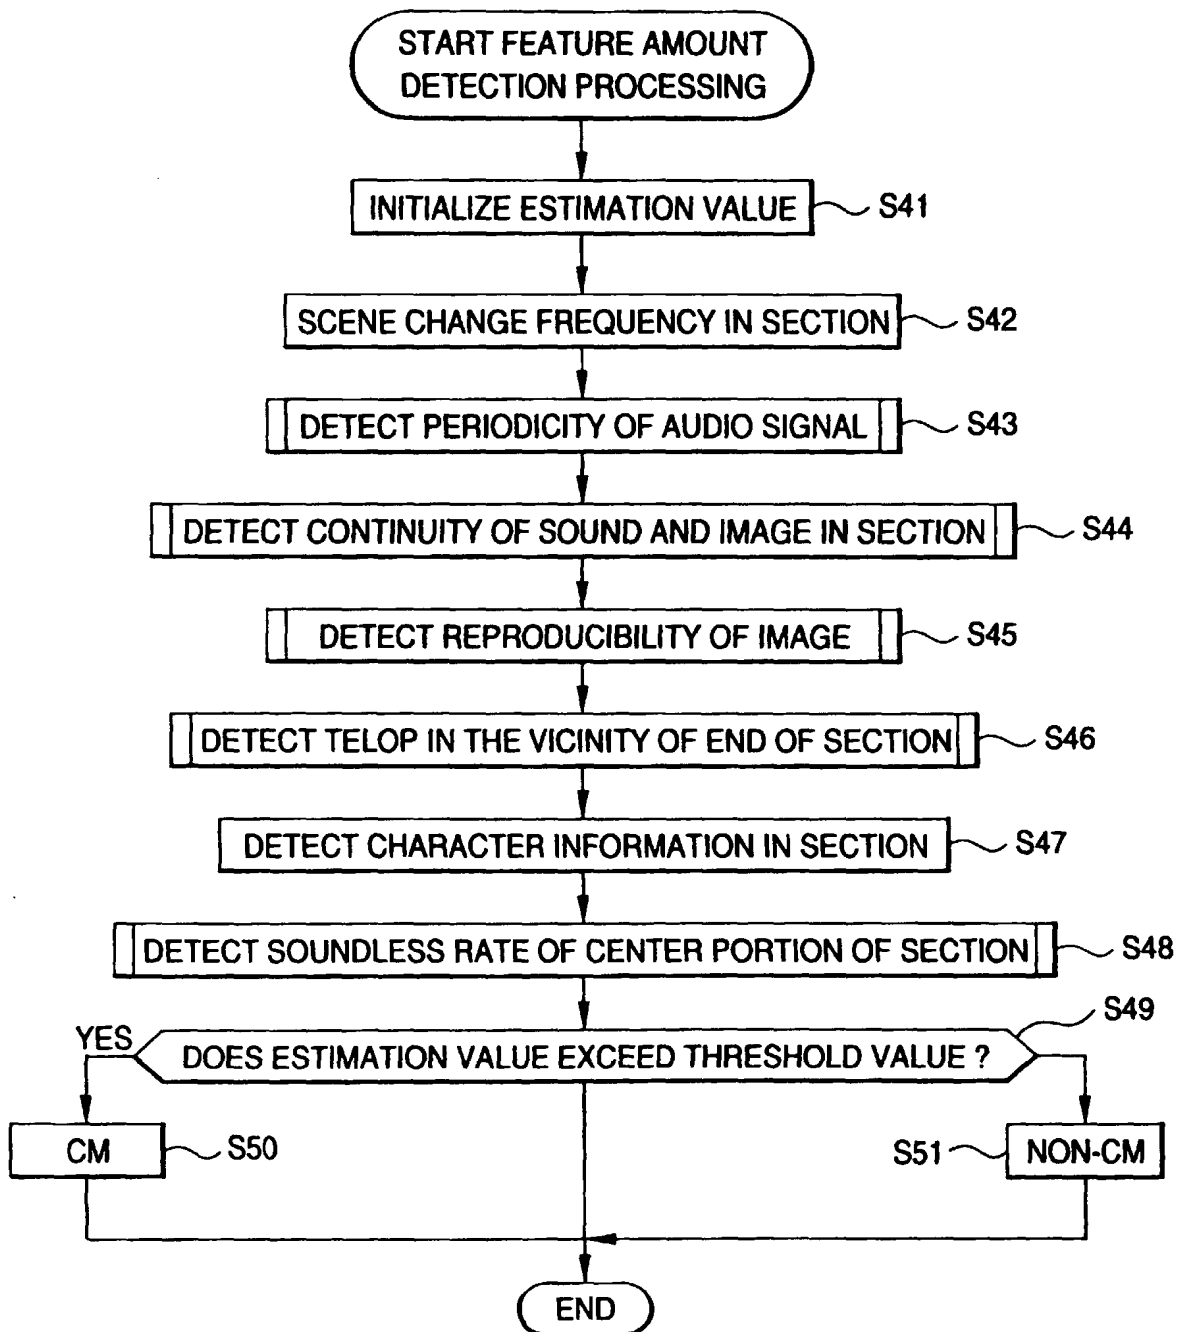 START FEATURE AMOUNT
DETECTION PROCESSING
INITIALIZE ESTIMATION VALUE S41
SCENE CHANGE FREQUENCY IN SECTION S42
DETECT PERIODICITY OF AUDIO SIGNAL S43
DETECT CONTINUITY OF SOUND AND IMAGE IN SECTION S44
DETECT REPRODUCIBILITY OF IMAGE S45
DETECT TELOP IN THE VICINITY OF END OF SECTION S46
DETECT CHARACTER INFORMATION IN SECTION S47
DETECT SOUNDLESS RATE OF CENTER PORTION OF SECTION S48
S49
YES
DOES ESTIMATION VALUE EXCEED THRESHOLD VALUE ?
CM S50
S51 NON-CM
END